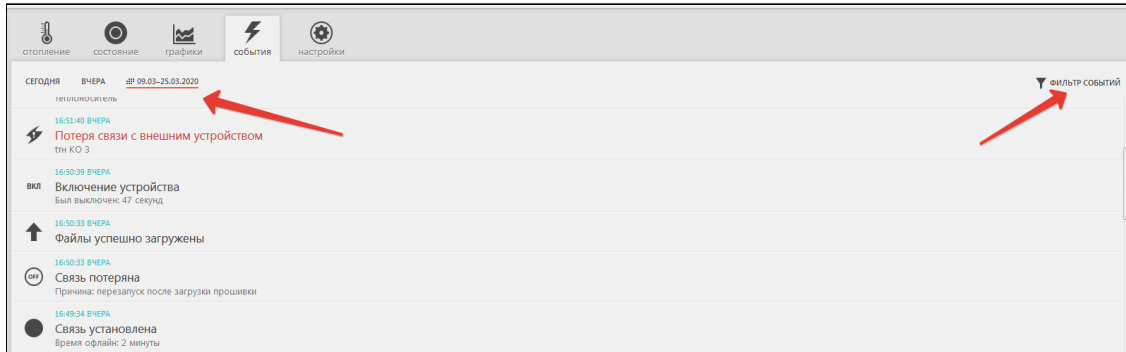 отопление состояние графики события настройки
СЕГОДНЯ ВЧЕРА 09.03–25.03.2020 ФИЛЬТР СОБЫТИЙ
теплоноситель
16:51:40 ВЧЕРА
Потеря связи с внешним устройством
tтн КО 3
16:50:39 ВЧЕРА
ВКЛ Включение устройства
Был выключен: 47 секунд
16:50:33 ВЧЕРА
Файлы успешно загружены
16:50:33 ВЧЕРА
OFF Связь потеряна
Причина: перезапуск после загрузки прошивки
16:49:34 ВЧЕРА
Связь установлена
Время офлайн: 2 минуты